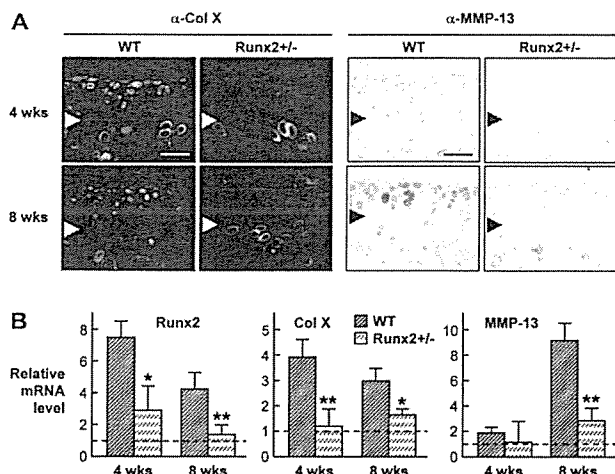 A
α-Col X
α-MMP-13
WT
Runx2+/-
WT
Runx2+/-
4 wks
8 wks
B
Relative
mRNA
level
Runx2
8
6
4
2
0
*
**
4 wks
8 wks
Col X
5
4
3
2
1
0
**
*
4 wks
8 wks
WT
Runx2+/-
MMP-13
10
8
6
4
2
0
**
4 wks
8 wks